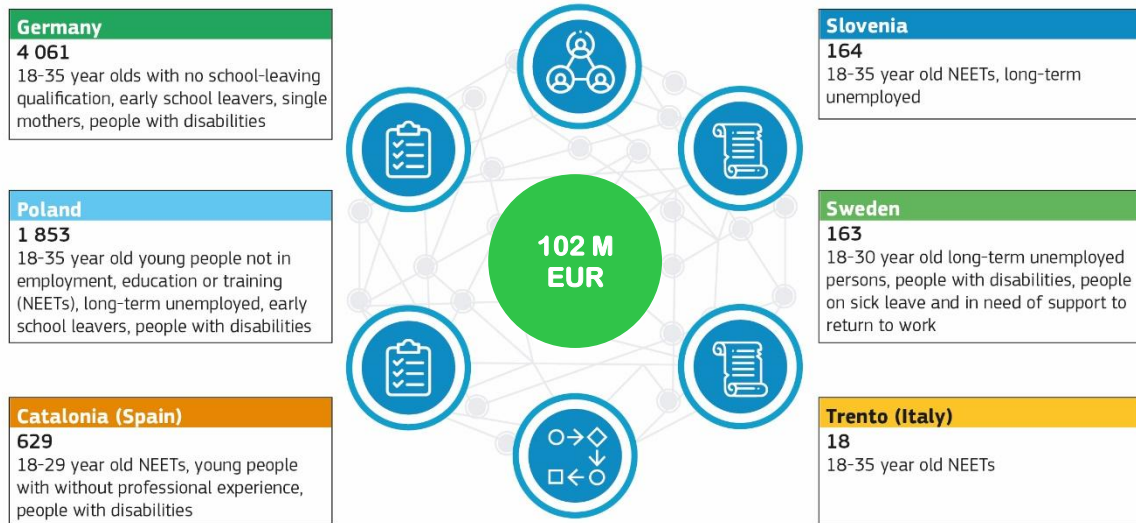 Germany
4 061
18-35 year olds with no school-leaving
qualification, early school leavers, single
mothers, people with disabilities
Poland
1 853
18-35 year old young people not in
employment, education or training
(NEETs), long-term unemployed, early
school leavers, people with disabilities
Catalonia (Spain)
629
18-29 year old NEETs, young people
with without professional experience,
people with disabilities
102 M
EUR
Slovenia
164
18-35 year old NEETs, long-term
unemployed
Sweden
163
18-30 year old long-term unemployed
persons, people with disabilities, people
on sick leave and in need of support to
return to work
Trento (Italy)
18
18-35 year old NEETs